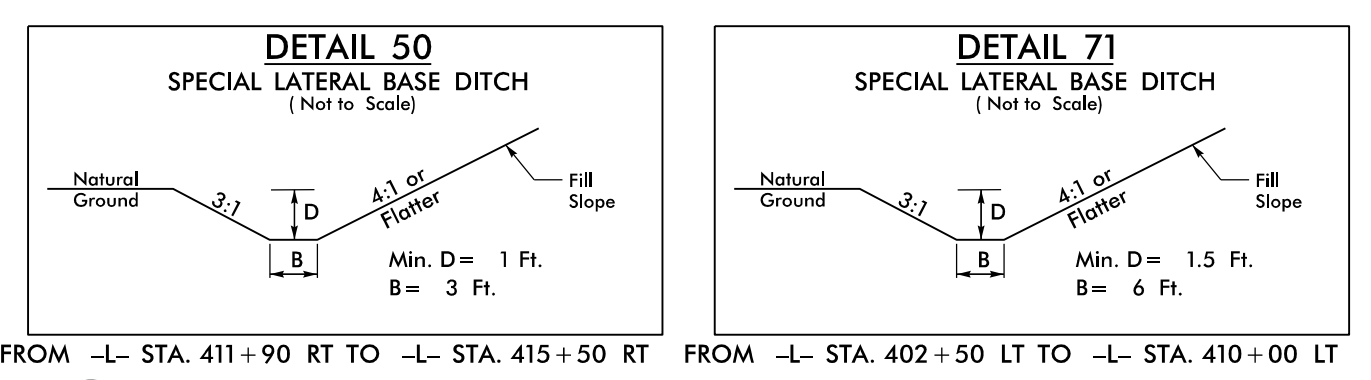 DETAIL 50
SPECIAL LATERAL BASE DITCH
( Not to Scale)
Natural
Ground
3:1
D
4:1 or
Flatter
Fill
Slope
B
Min. D= 1 Ft.
B= 3 Ft.
FROM -L- STA. 411+90 RT TO -L- STA. 415+50 RT
DETAIL 71
SPECIAL LATERAL BASE DITCH
( Not to Scale)
Natural
Ground
3:1
D
4:1 or
Flatter
Fill
Slope
B
Min. D= 1.5 Ft.
B= 6 Ft.
FROM -L- STA. 402+50 LT TO -L- STA. 410+00 LT